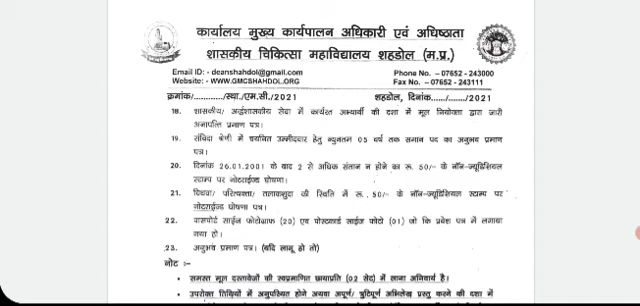 कार्यालय मुख्य कार्यपालन अधिकारी एवं अधिष्ठाता
शासकीय चिकित्सा महाविद्यालय शहडोल (म.प्र.)
Email ID: - deanshahdol@gmail.com Phone No. – 07652 - 243000
Website: - WWW.GMCSHAHDOL.ORG Fax No. – 07652 - 243111
क्रमांक/............/स्था./एम.सी./2021 शहडोल, दिनांक....../......../2021
18. शासकीय/ अर्द्धशासकीय सेवा में कार्यरत अभ्यार्थी की दशा में मूल नियोक्ता द्वारा जारी
अनापत्ति प्रमाण पत्र।
19. संविदा श्रेणी में चयनित उम्मीदवार हेतु न्यूनतम 05 वर्ष तक समान पद का अनुभव प्रमाण
पत्र।
20. दिनांक 26.01.2001 के बाद 2 से अधिक संतान न होने का रू. 50/- के नॉन-ज्यूडिशियल
स्टाम्प पर नोटराईज्ड घोषणा।
21. विधवा/ परित्यक्ता/ तलाकशुदा की स्थिति में रू. 50/- के नॉन-ज्यूडिशियल स्टाम्प पर
नोटराईज्ड घोषणा पत्र।
22. पासपोर्ट साईज फोटोग्राफ (23) एवं पोस्टकार्ड साईज फोटो (01) जो कि प्रवेश पत्र में लगाया
गया हो।
23. अनुभव प्रमाण पत्र। (यदि लागू हो तो)
नोट :-
• समस्त मूल दस्तावेजों की स्वप्रमाणित छायाप्रति (02 सेट) में लाना अनिवार्य है।
• उपरोक्त तिथियों में अनुपस्थित होने अथवा अपूर्ण/ त्रुटिपूर्ण अभिलेख प्रस्तु करने की दशा में